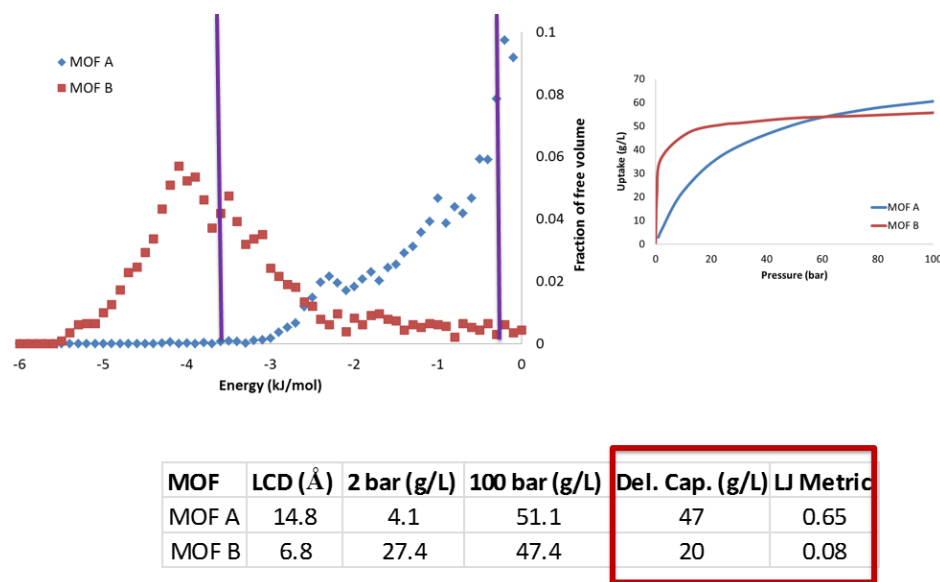 MOF A
MOF B
0.1
0.08
0.06
0.04
0.02
0
Fraction of free volume
-6 -5 -4 -3 -2 -1 0
Energy (kJ/mol)
70
60
50
40
30
20
10
0
Uptake (g/L)
0 20 40 60 80 100
Pressure (bar)
MOF A
MOF B
MOF LCD (Å) 2 bar (g/L) 100 bar (g/L) Del. Cap. (g/L) LJ Metric
MOF A 14.8 4.1 51.1 47 0.65
MOF B 6.8 27.4 47.4 20 0.08